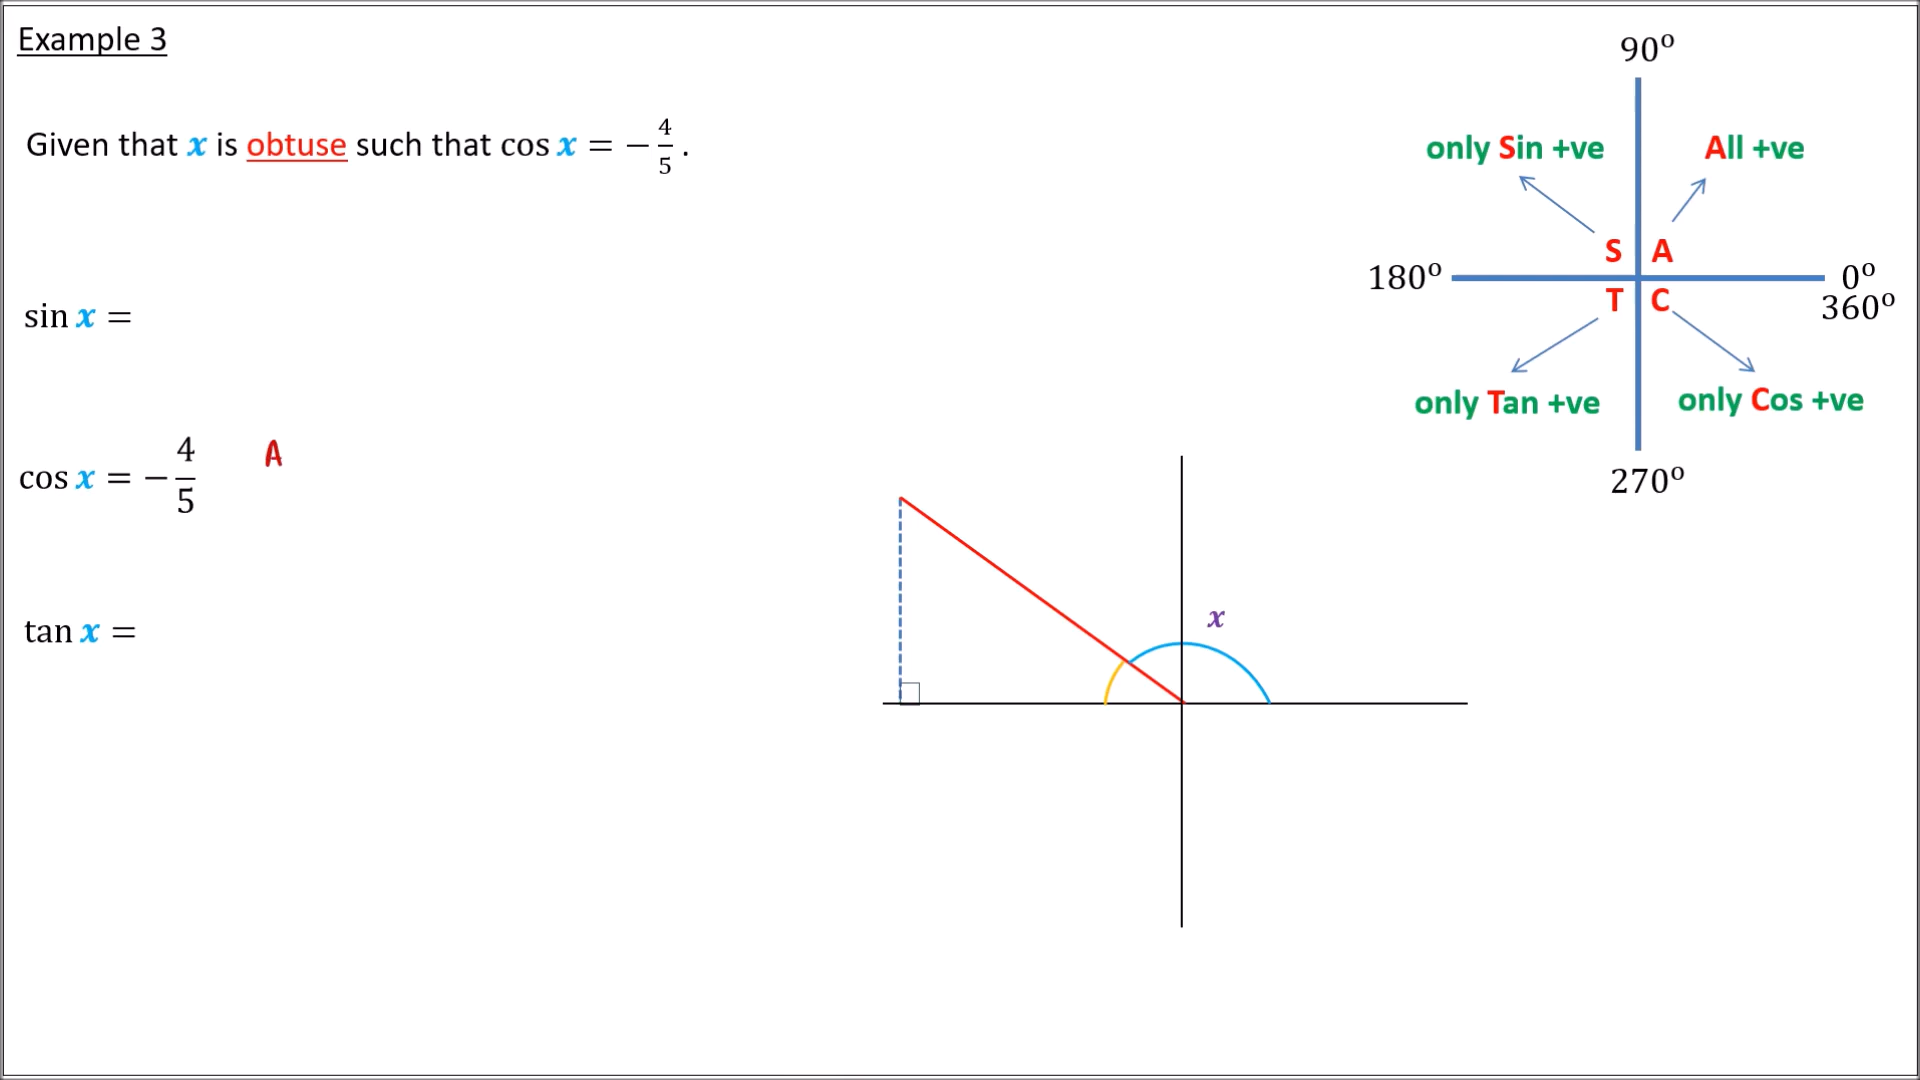 Example 3
Given that x is obtuse such that cos x = − 4/5 .
sin x =
cos x = − 4/5 A
tan x =
90°
only Sin +ve All +ve
S A
180° 0°
360°
T C
only Tan +ve only Cos +ve
270°
x